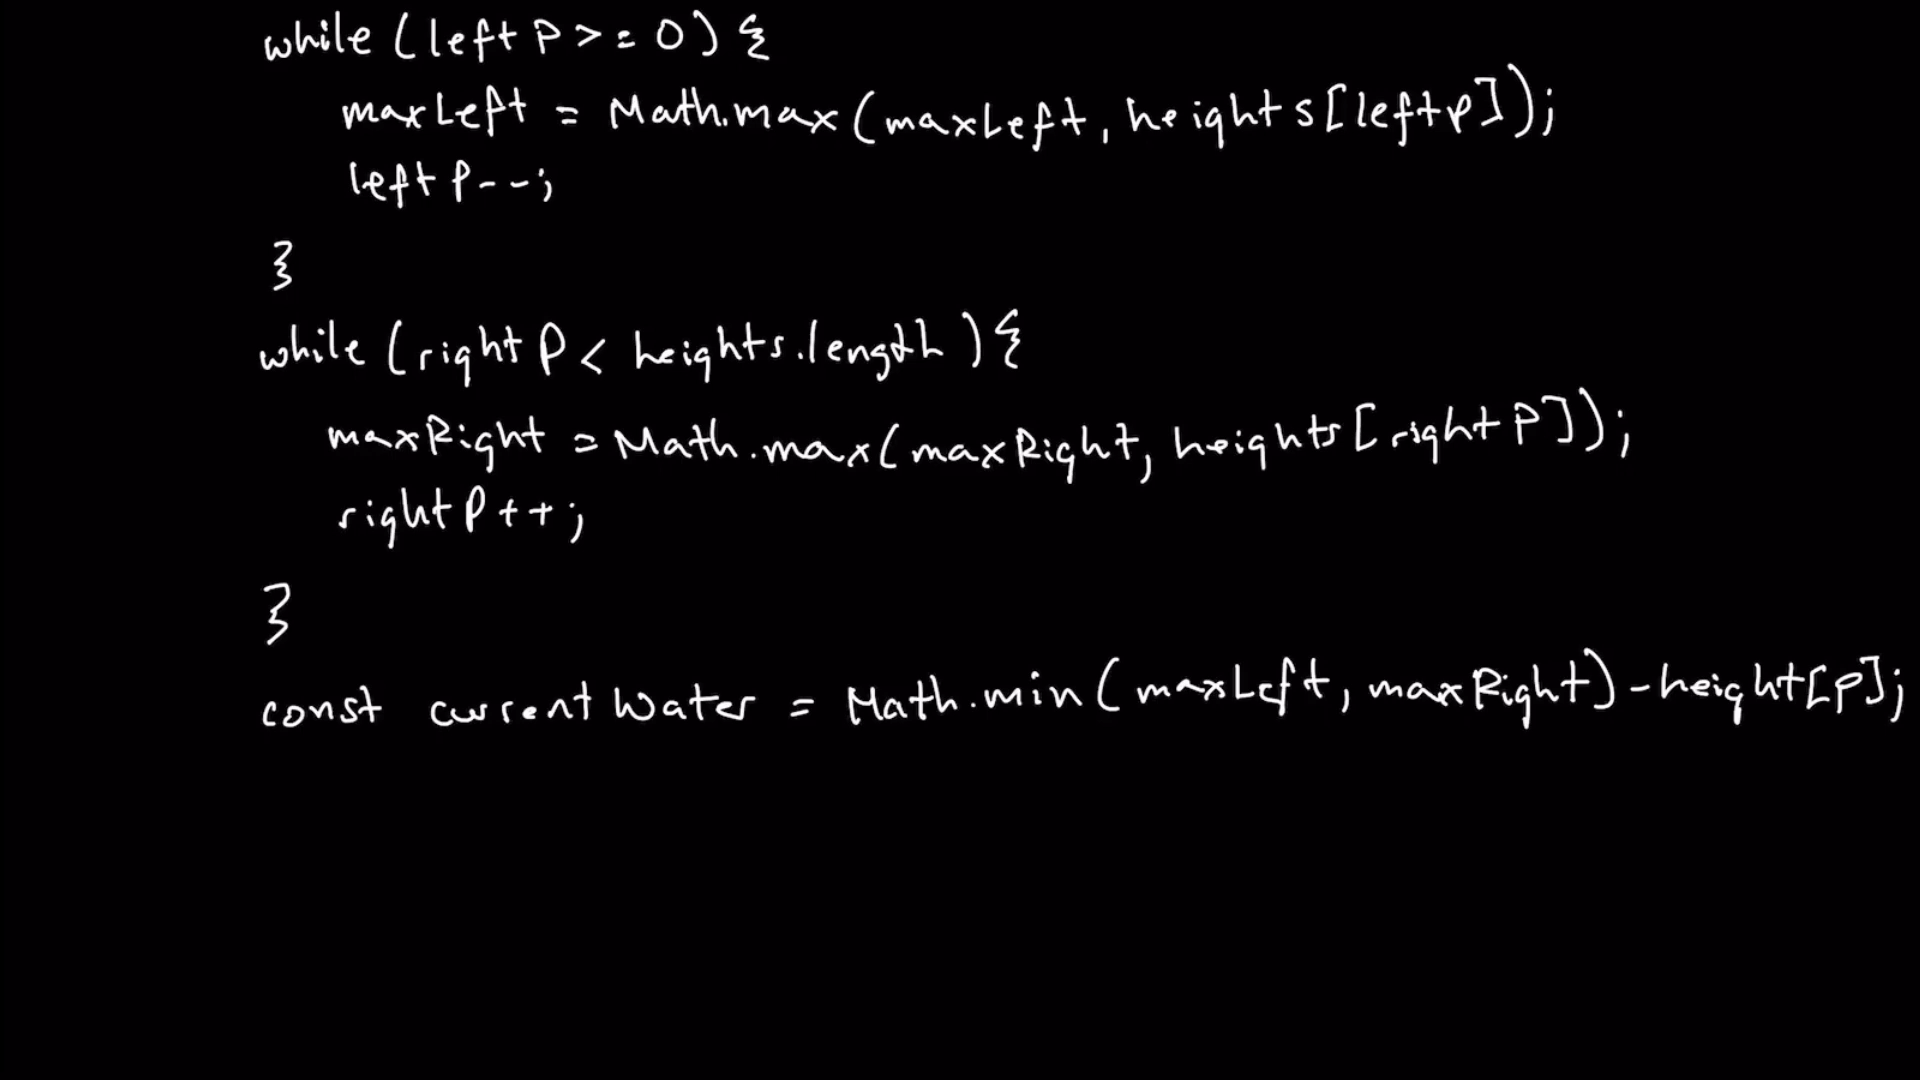 while (leftP >= 0) {
maxLeft = Math.max(maxLeft, heights[leftP]);
leftP--;
}
while (rightP < heights.length) {
maxRight = Math.max(maxRight, heights[rightP]);
rightP++;
}
const currentWater = Math.min(maxLeft, maxRight) - height[p];